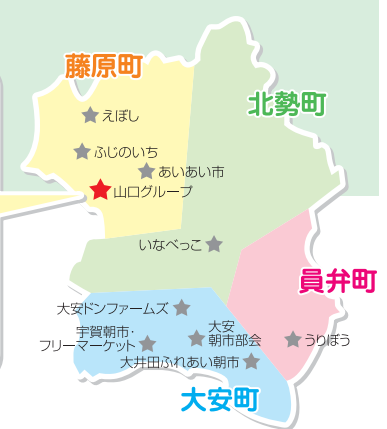 藤原町
北勢町
えぼし
ふじのいち
あいあい市
山口グループ
いなべっこ
員弁町
大安ドンファームズ
宇賀朝市・
フリーマーケット
大安
朝市部会
うりぼう
大井田ふれあい朝市
大安町